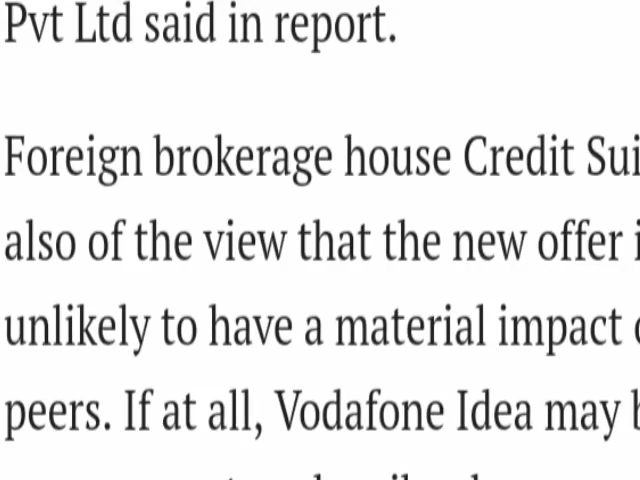 Pvt Ltd said in report.
Foreign brokerage house Credit Sui
also of the view that the new offer i
unlikely to have a material impact
peers. If at all, Vodafone Idea may